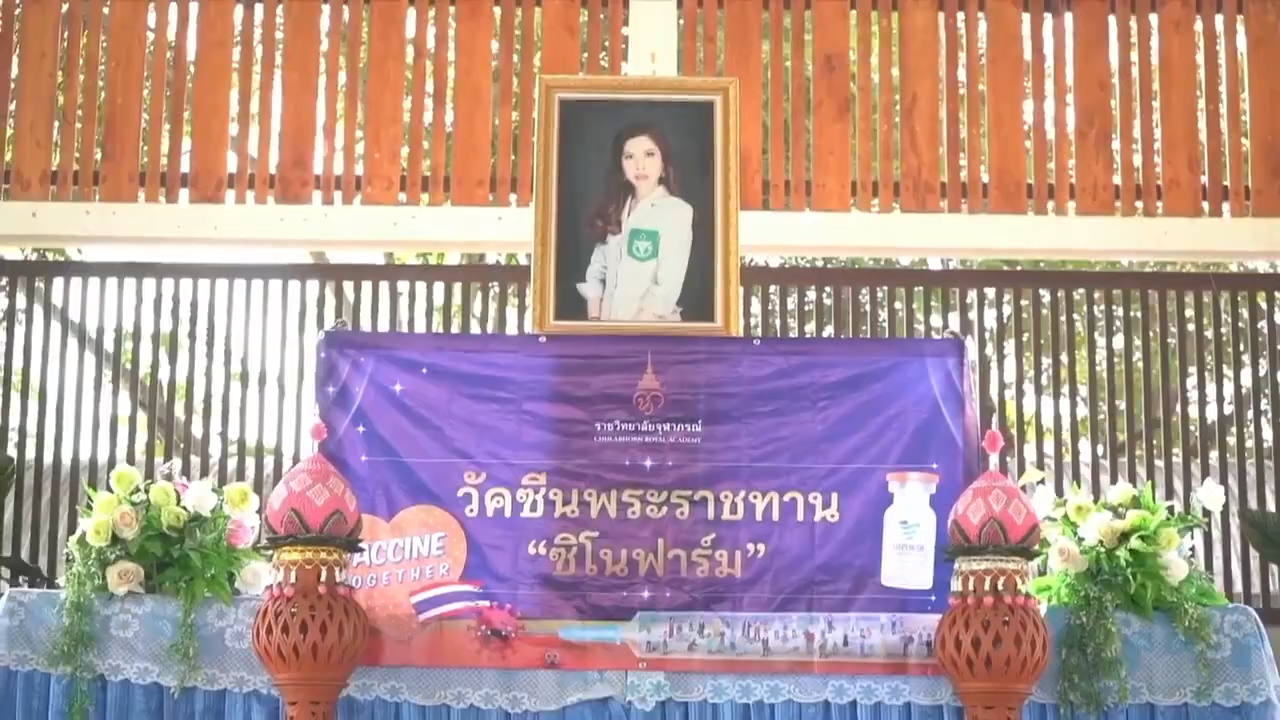 ราชวิทยาลัยจุฬาภรณ์
CHULABHORN ROYAL ACADEMY
วัคซีนพระราชทาน
“ซิโนฟาร์ม”
VACCINE
TOGETHER